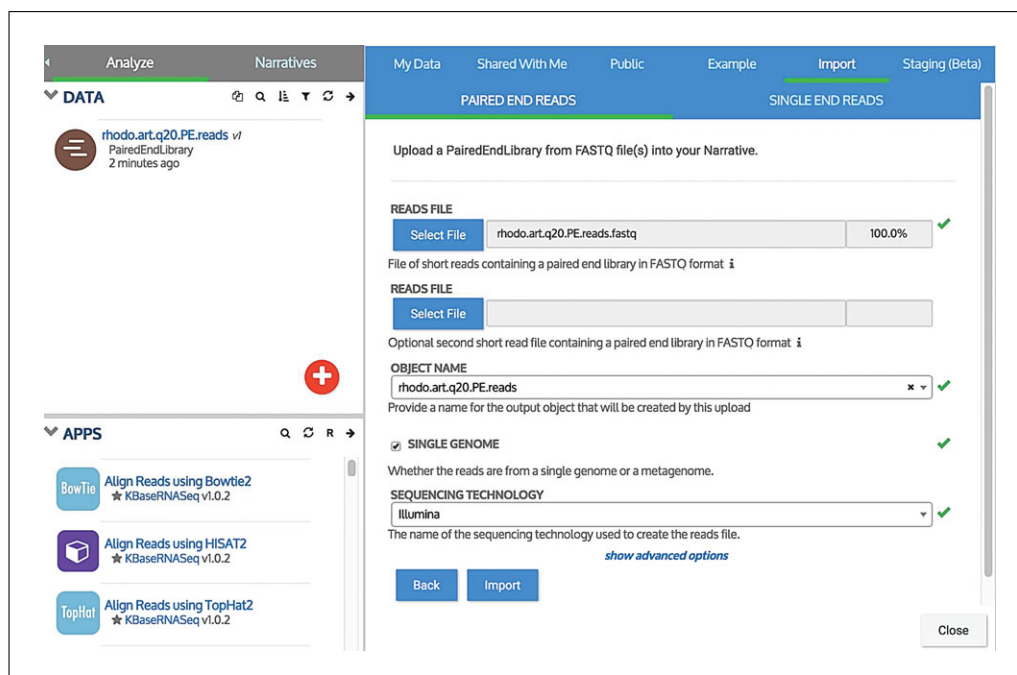 Analyze
Narratives
DATA
rhodo.art.q20.PE.reads v1
PairedEndLibrary
2 minutes ago
APPS
R
BowTie
Align Reads using Bowtie2
KBaseRNASeq v1.0.2
Align Reads using HISAT2
KBaseRNASeq v1.0.2
TopHat
Align Reads using TopHat2
KBaseRNASeq v1.0.2
My Data
Shared With Me
Public
Example
Import
Staging (Beta)
PAIRED END READS
SINGLE END READS
Upload a PairedEndLibrary from FASTQ file(s) into your Narrative.
READS FILE
Select File
rhodo.art.q20.PE.reads.fastq
100.0%
File of short reads containing a paired end library in FASTQ format
READS FILE
Select File
Optional second short read file containing a paired end library in FASTQ format
OBJECT NAME
rhodo.art.q20.PE.reads
Provide a name for the output object that will be created by this upload
SINGLE GENOME
Whether the reads are from a single genome or a metagenome.
SEQUENCING TECHNOLOGY
Illumina
The name of the sequencing technology used to create the reads file.
show advanced options
Back
Import
Close